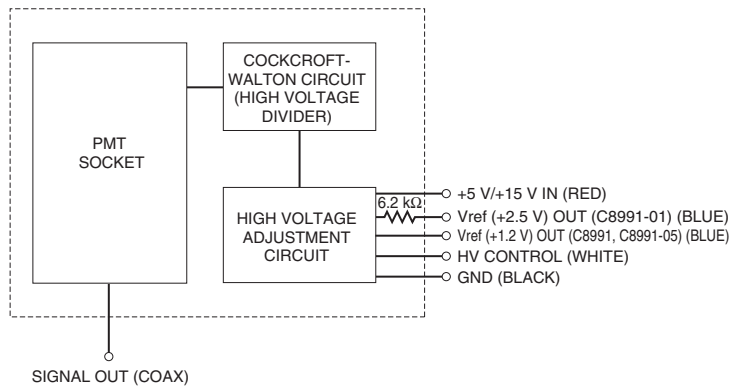 COCKCROFT-
WALTON CIRCUIT
(HIGH VOLTAGE
DIVIDER)
PMT
SOCKET
HIGH VOLTAGE
ADJUSTMENT
CIRCUIT
6.2 kΩ
+5 V/+15 V IN (RED)
Vref (+2.5 V) OUT (C8991-01) (BLUE)
Vref (+1.2 V) OUT (C8991, C8991-05) (BLUE)
HV CONTROL (WHITE)
GND (BLACK)
SIGNAL OUT (COAX)